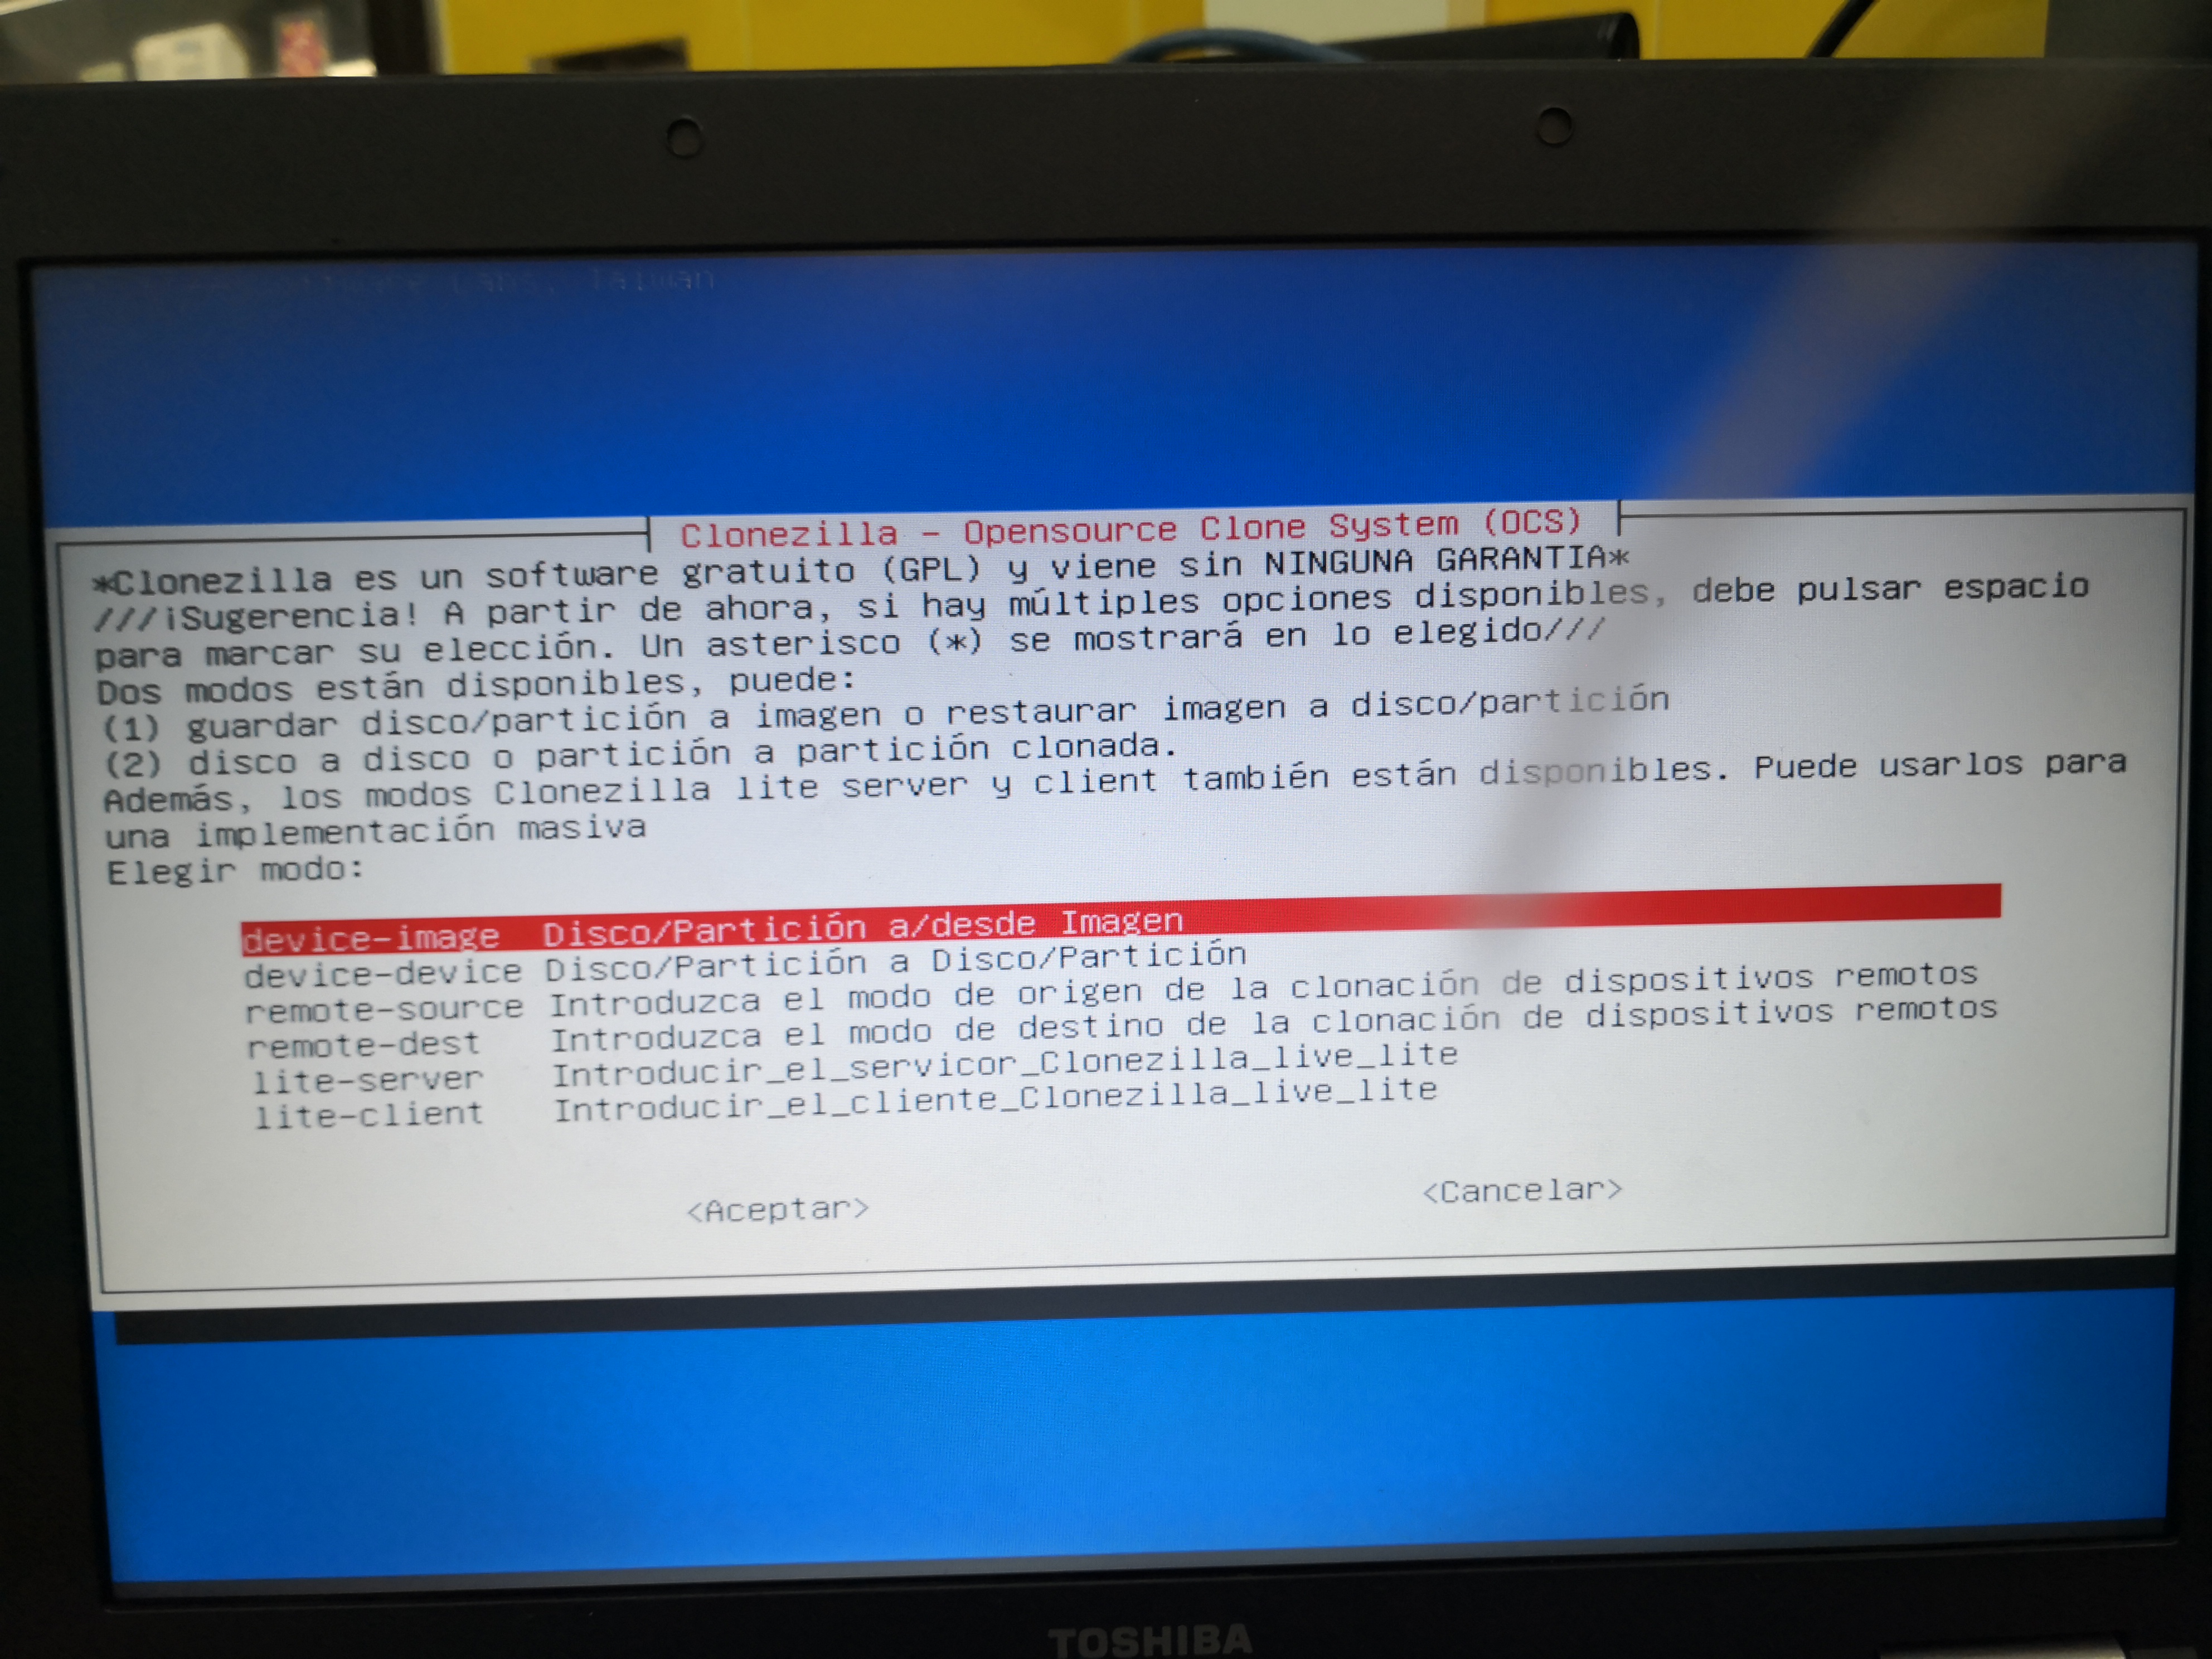 Taiwan
Clonezilla - Opensource Clone System (OCS)
*Clonezilla es un software gratuito (GPL) y viene sin NINGUNA GARANTIA*
///¡Sugerencia! A partir de ahora, si hay múltiples opciones disponibles, debe pulsar espacio
para marcar su elección. Un asterisco (*) se mostrará en lo elegido///
Dos modos están disponibles, puede:
(1) guardar disco/partición a imagen o restaurar imagen a disco/partición
(2) disco a disco o partición a partición clonada.
Además, los modos Clonezilla lite server y client también están disponibles. Puede usarlos para
una implementación masiva
Elegir modo:
device-image Disco/Partición a/desde Imagen
device-device Disco/Partición a Disco/Partición
remote-source Introduzca el modo de origen de la clonación de dispositivos remotos
remote-dest Introduzca el modo de destino de la clonación de dispositivos remotos
lite-server Introducir_el_servicor_Clonezilla_live_lite
lite-client Introducir_el_cliente_Clonezilla_live_lite
<Aceptar> <Cancelar>
TOSHIBA